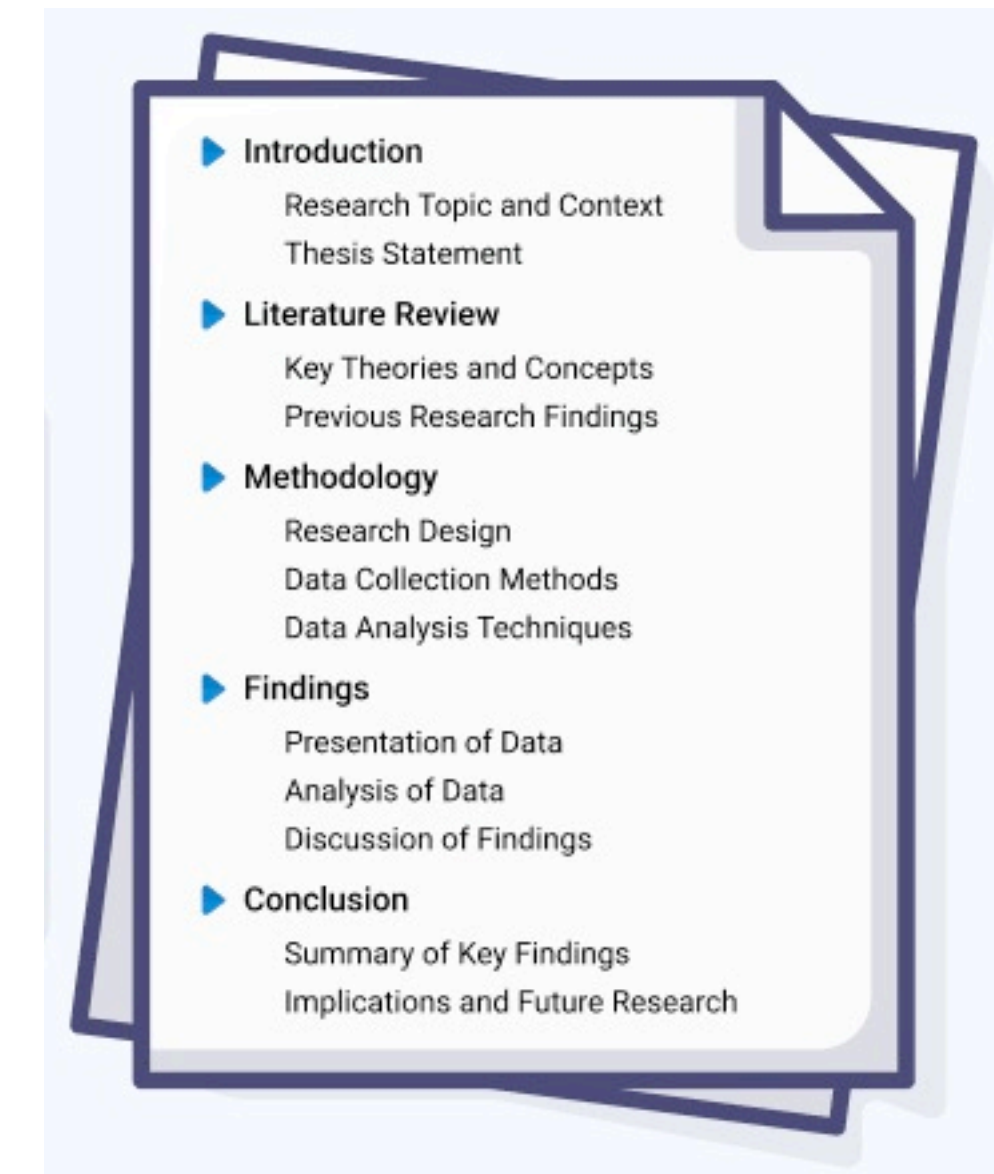 Introduction
Research Topic and Context
Thesis Statement
Literature Review
Key Theories and Concepts
Previous Research Findings
Methodology
Research Design
Data Collection Methods
Data Analysis Techniques
Findings
Presentation of Data
Analysis of Data
Discussion of Findings
Conclusion
Summary of Key Findings
Implications and Future Research